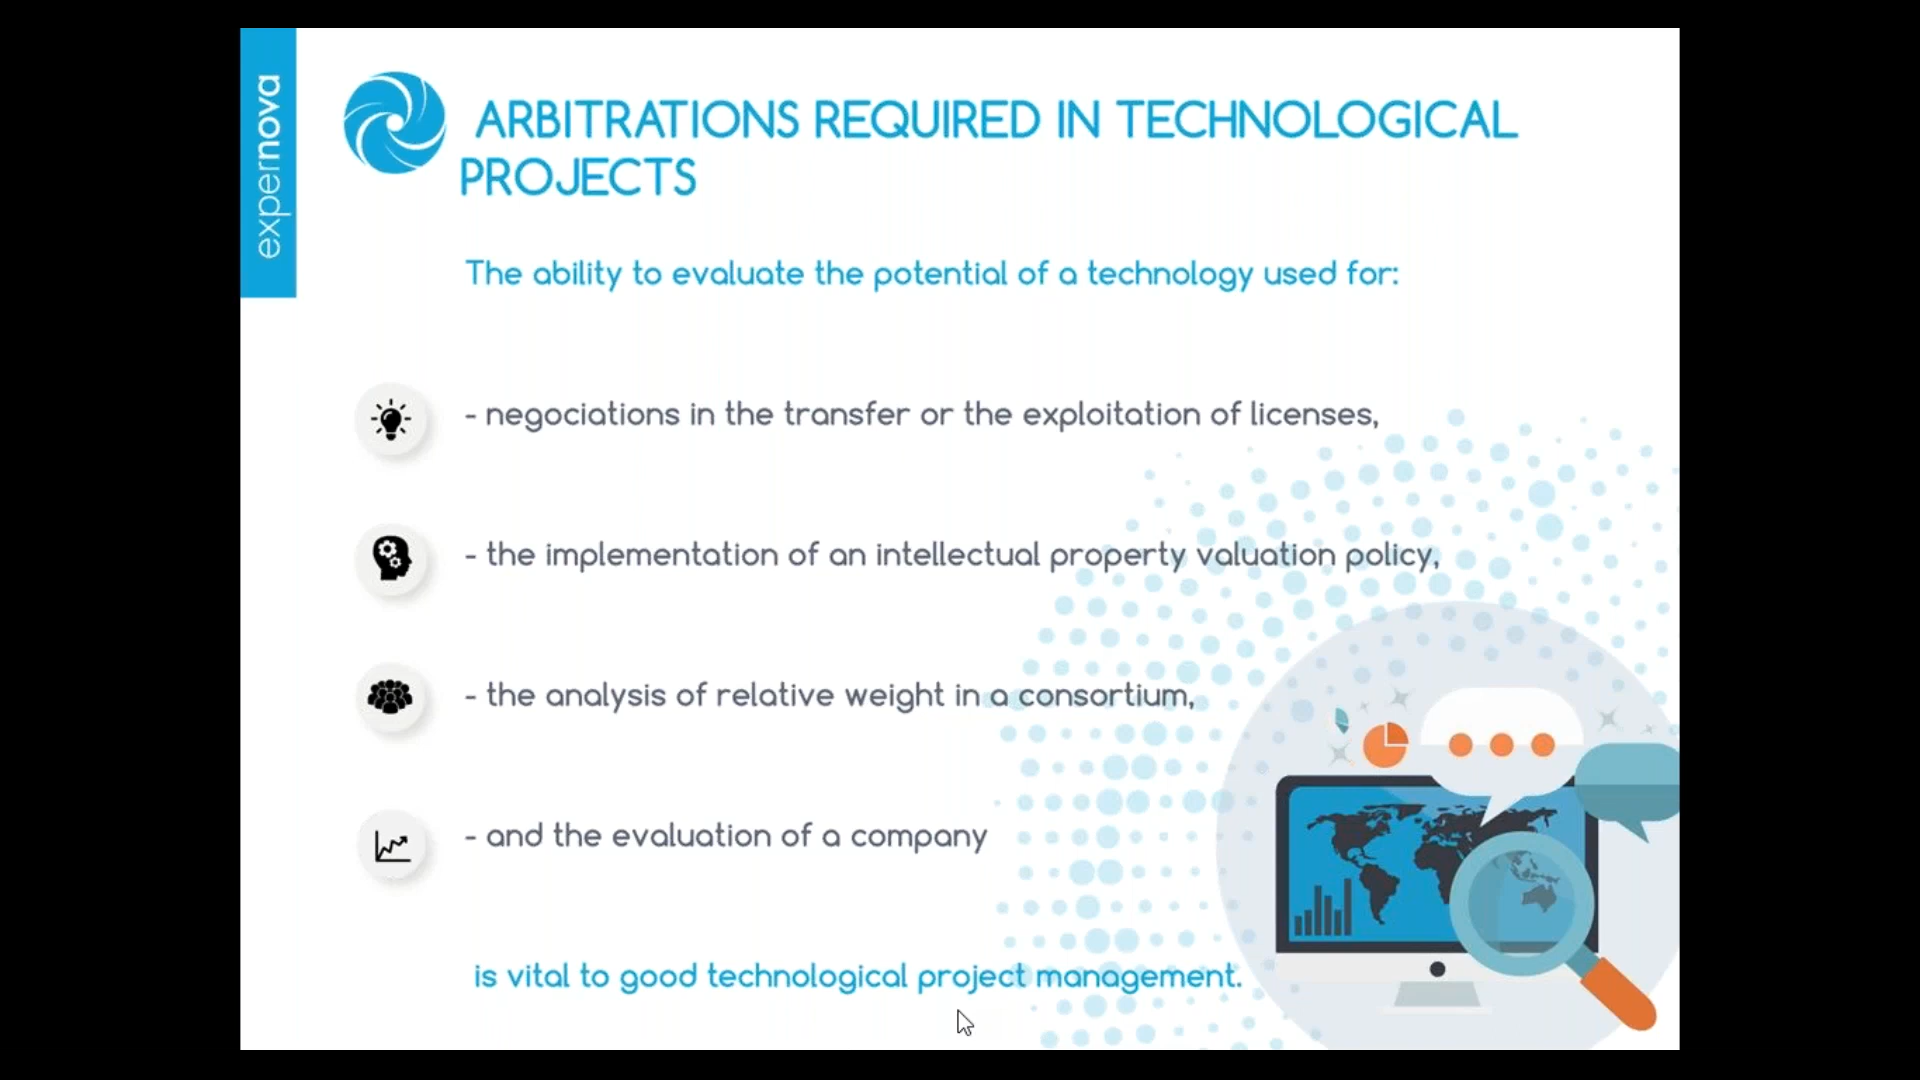 expernova
ARBITRATIONS REQUIRED IN TECHNOLOGICAL
PROJECTS
The ability to evaluate the potential of a technology used for:
- negociations in the transfer or the exploitation of licenses,
- the implementation of an intellectual property valuation policy,
- the analysis of relative weight in a consortium,
- and the evaluation of a company
is vital to good technological project management.